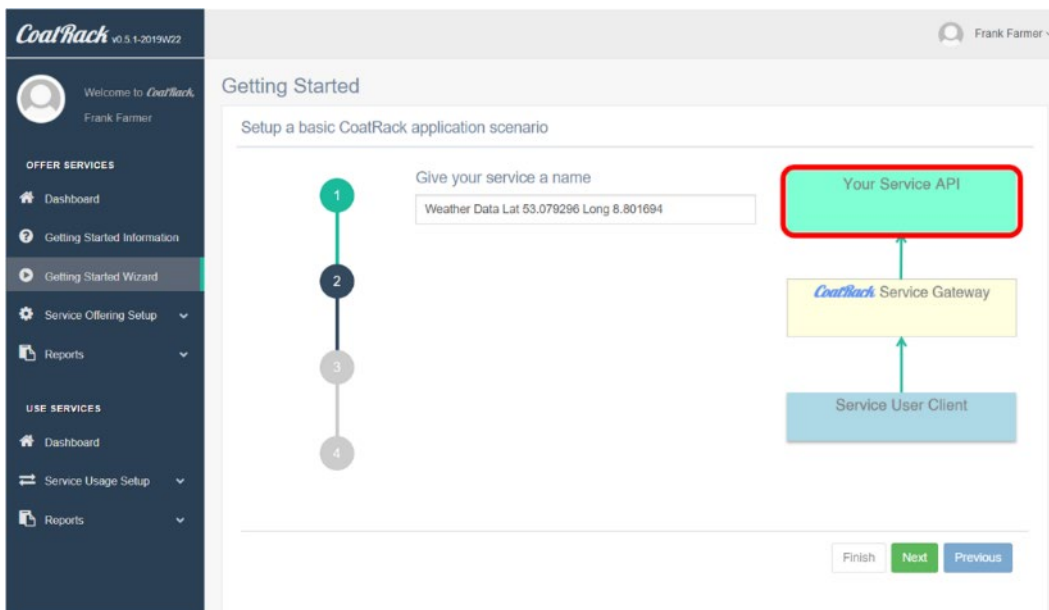 CoatRack v0.5.1-2019W22
Frank Farmer
Welcome to CoatRack,
Frank Farmer
OFFER SERVICES
Dashboard
Getting Started Information
Getting Started Wizard
Service Offering Setup
Reports
USE SERVICES
Dashboard
Service Usage Setup
Reports
Getting Started
Setup a basic CoatRack application scenario
1
2
3
4
Give your service a name
Weather Data Lat 53.079296 Long 8.801694
Your Service API
CoatRack Service Gateway
Service User Client
Finish
Next
Previous